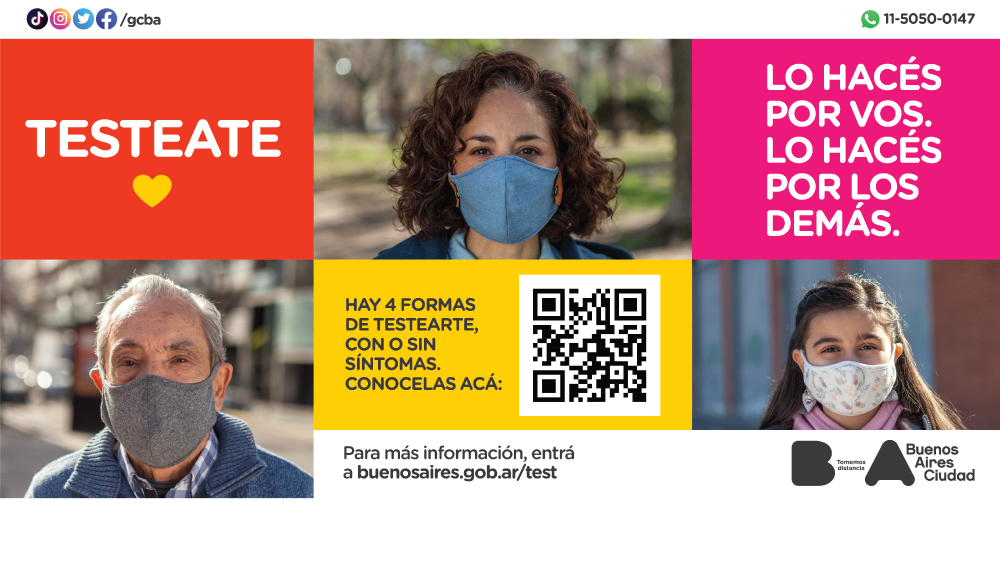 /gcba
11-5050-0147
TESTEATE
LO HACÉS
POR VOS.
LO HACÉS
POR LOS
DEMÁS.
HAY 4 FORMAS
DE TESTEARTE,
CON O SIN
SÍNTOMAS.
CONOCELAS ACÁ:
Para más información, entrá
a buenosaires.gob.ar/test
B
Tomemos
distancia
A
Buenos
Aires
Ciudad